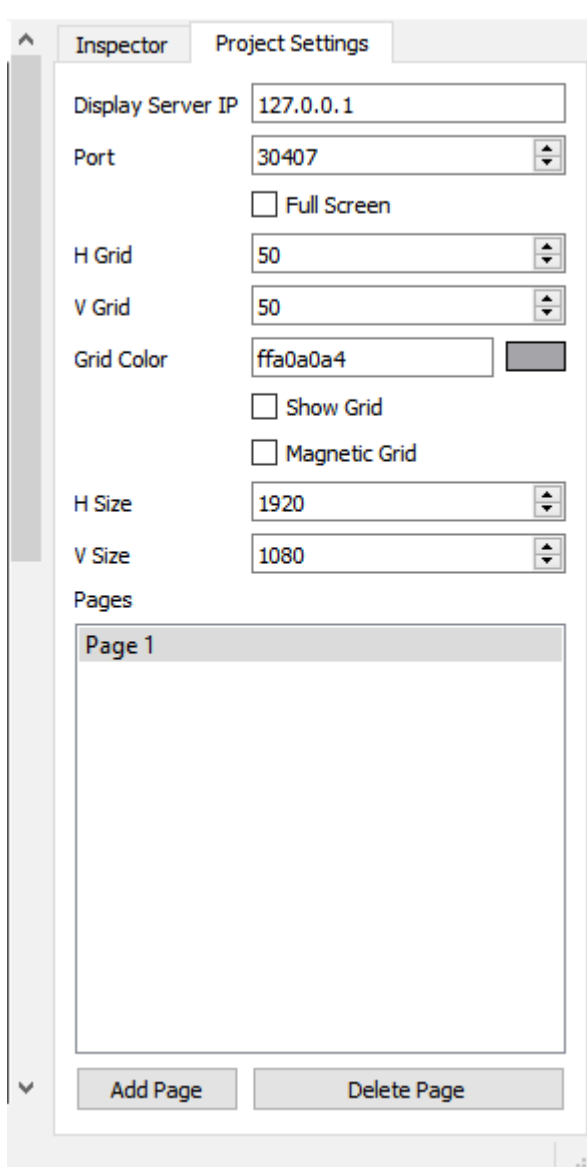 Inspector Project Settings
Display Server IP 127.0.0.1
Port 30407
Full Screen
H Grid 50
V Grid 50
Grid Color ffa0a0a4
Show Grid
Magnetic Grid
H Size 1920
V Size 1080
Pages
Page 1
Add Page Delete Page